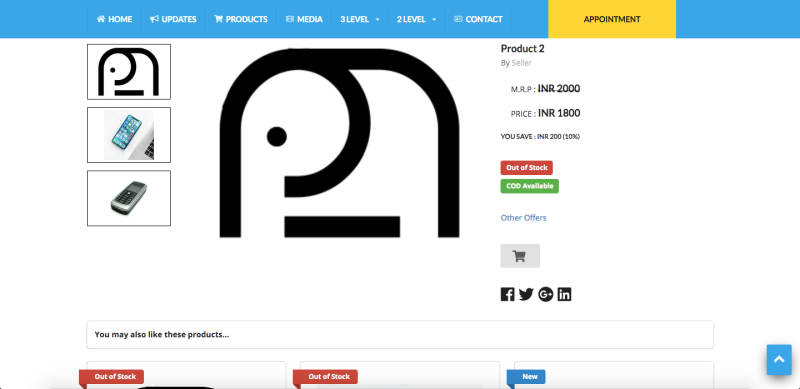 HOME UPDATES PRODUCTS MEDIA 3 LEVEL 2 LEVEL CONTACT APPOINTMENT
Product 2
By Seller
M.R.P : INR 2000
PRICE : INR 1800
YOU SAVE : INR 200 (10%)
Out of Stock
COD Available
Other Offers
You may also like these products...
Out of Stock Out of Stock New